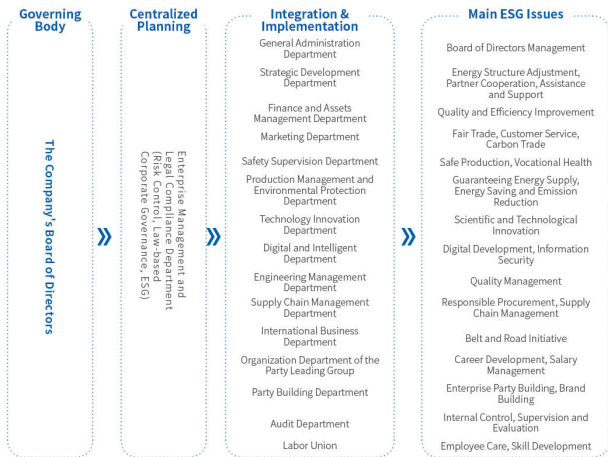 Governing
Body
The Company's Board of Directors
Centralized
Planning
Enterprise Management and
Legal Compliance Department
(Risk Control, Law-based
Corporate Governance, ESG)
Integration &
Implementation
General Administration
Department
Strategic Development
Department
Finance and Assets
Management Department
Marketing Department
Safety Supervision Department
Production Management and
Environmental Protection
Department
Technology Innovation
Department
Digital and Intelligent
Department
Engineering Management
Department
Supply Chain Management
Department
International Business
Department
Organization Department of the
Party Leading Group
Party Building Department
Audit Department
Labor Union
Main ESG Issues
Board of Directors Management
Energy Structure Adjustment,
Partner Cooperation, Assistance
and Support
Quality and Efficiency Improvement
Fair Trade, Customer Service,
Carbon Trade
Safe Production, Vocational Health
Guaranteeing Energy Supply,
Energy Saving and Emission
Reduction
Scientific and Technological
Innovation
Digital Development, Information
Security
Quality Management
Responsible Procurement, Supply
Chain Management
Belt and Road Initiative
Career Development, Salary
Management
Enterprise Party Building, Brand
Building
Internal Control, Supervision and
Evaluation
Employee Care, Skill Development